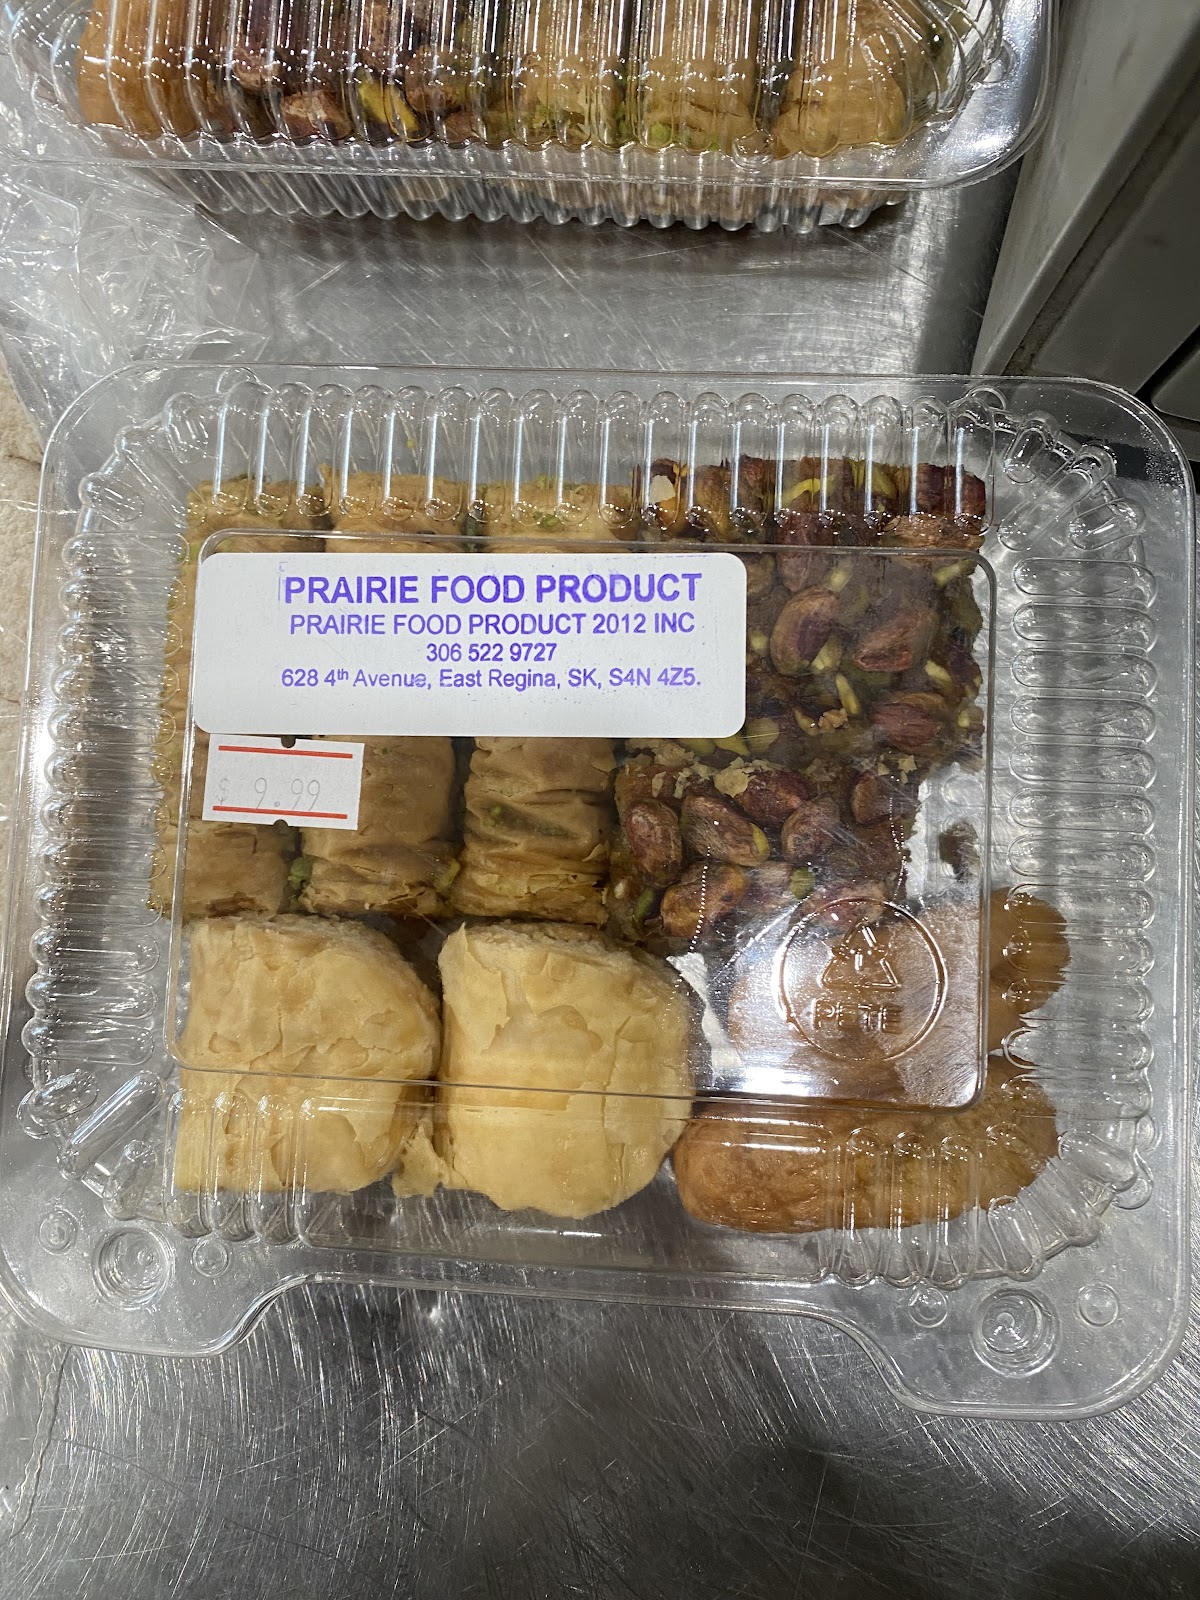 PRAIRIE FOOD PRODUCT
PRAIRIE FOOD PRODUCT 2012 INC
306 522 9727
628 4th Avenue, East Regina, SK, S4N 4Z5.
$ 9.99
1
PETE